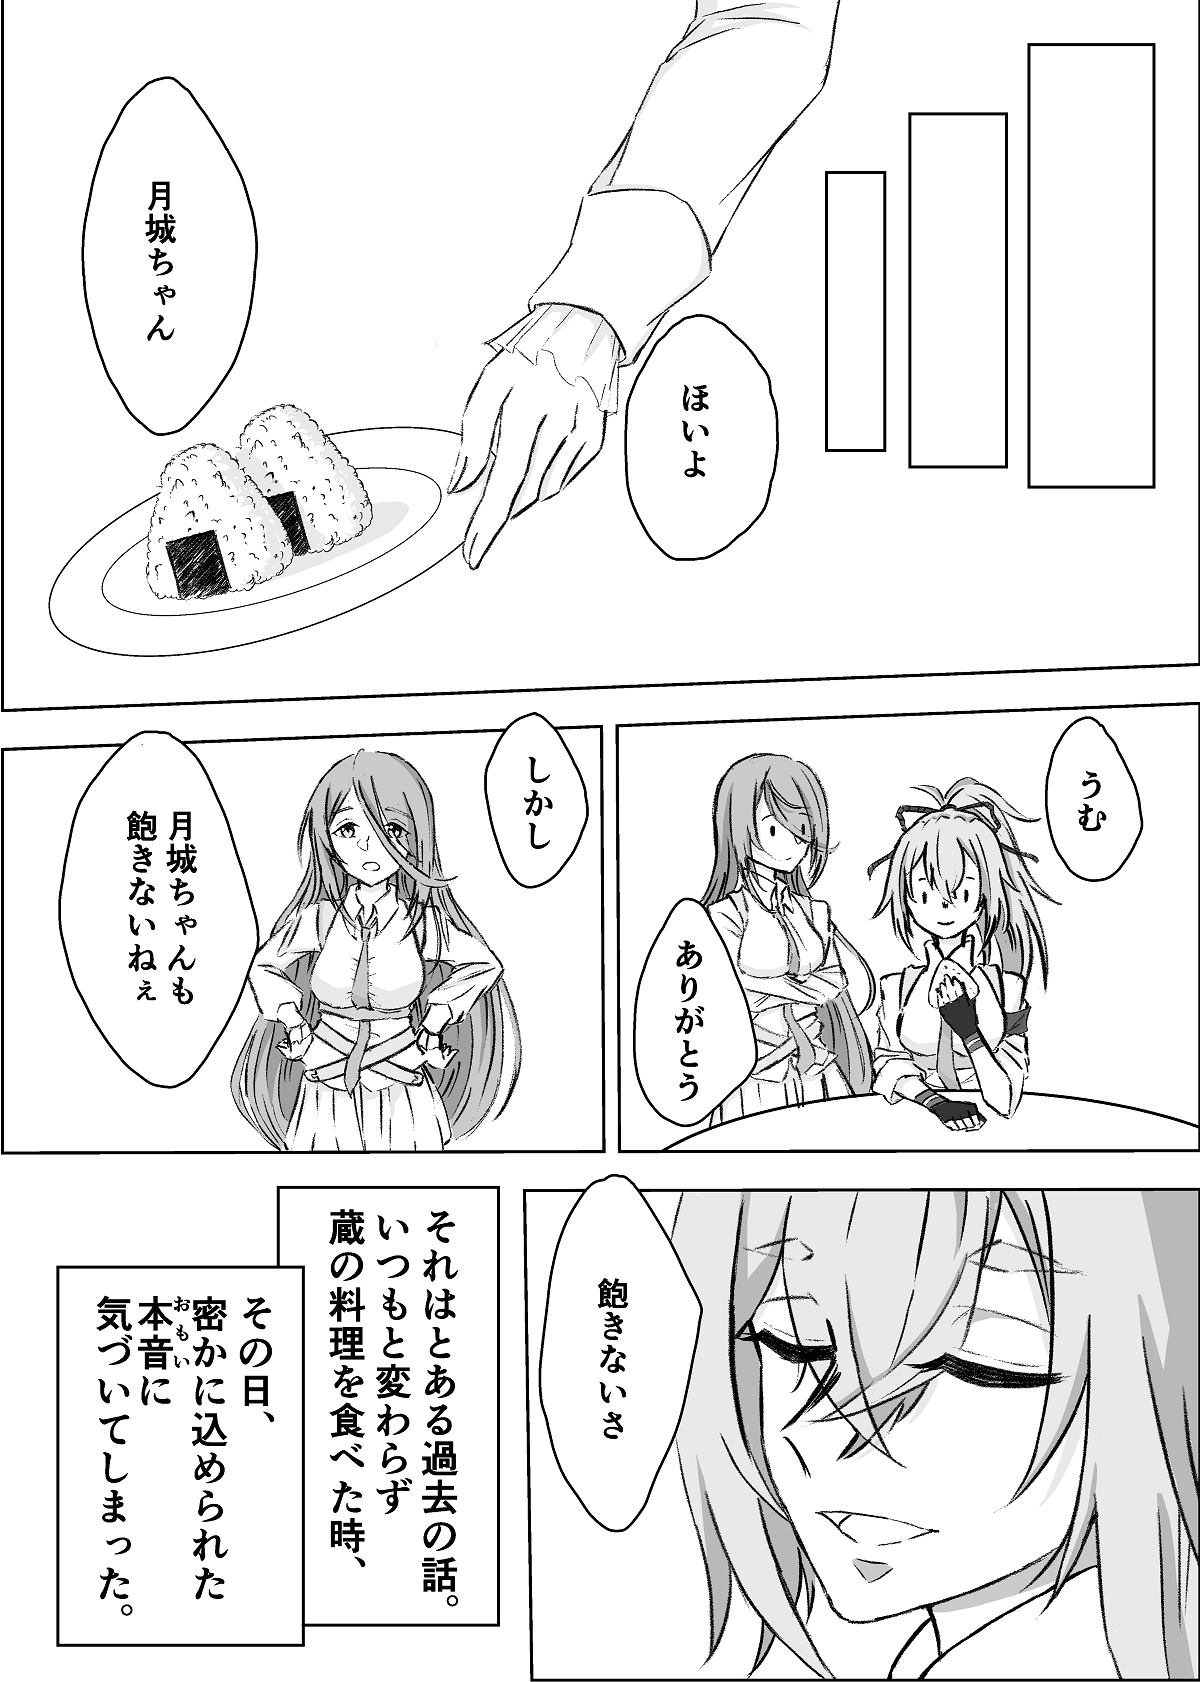 ほいよ
月城ちゃん
うむ
ありがとう
しかし
月城ちゃんも
飽きないねぇ
飽きないさ
それはとある過去の話。
いつもと変わらず
蔵の料理を食べた時、
その日、
密かに込められた
本音に
おもい
気づいてしまった。